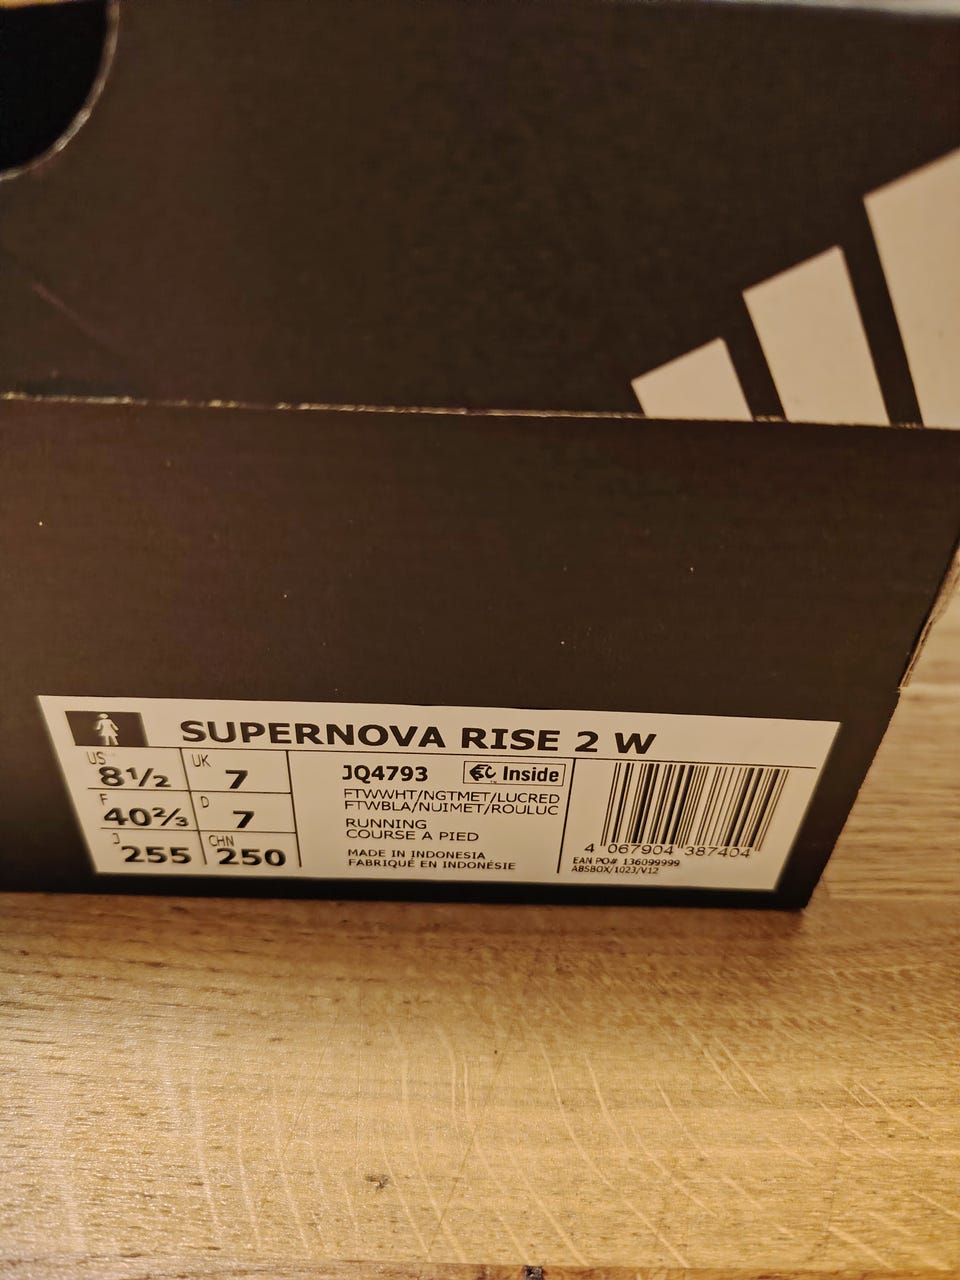 SUPERNOVA RISE 2 W
US 8½ UK 7
F 40⅔ D 7
J 255 CHN 250
JQ4793 Inside
FTWWHT/NGTMET/LUCRED
FTWBLA/NUIMET/ROULUC
RUNNING
COURSE A PIED
MADE IN INDONESIA
FABRIQUÉ EN INDONÉSIE
4 067904 387404
EAN PO# 136099999
ABSBOX/1023/V12